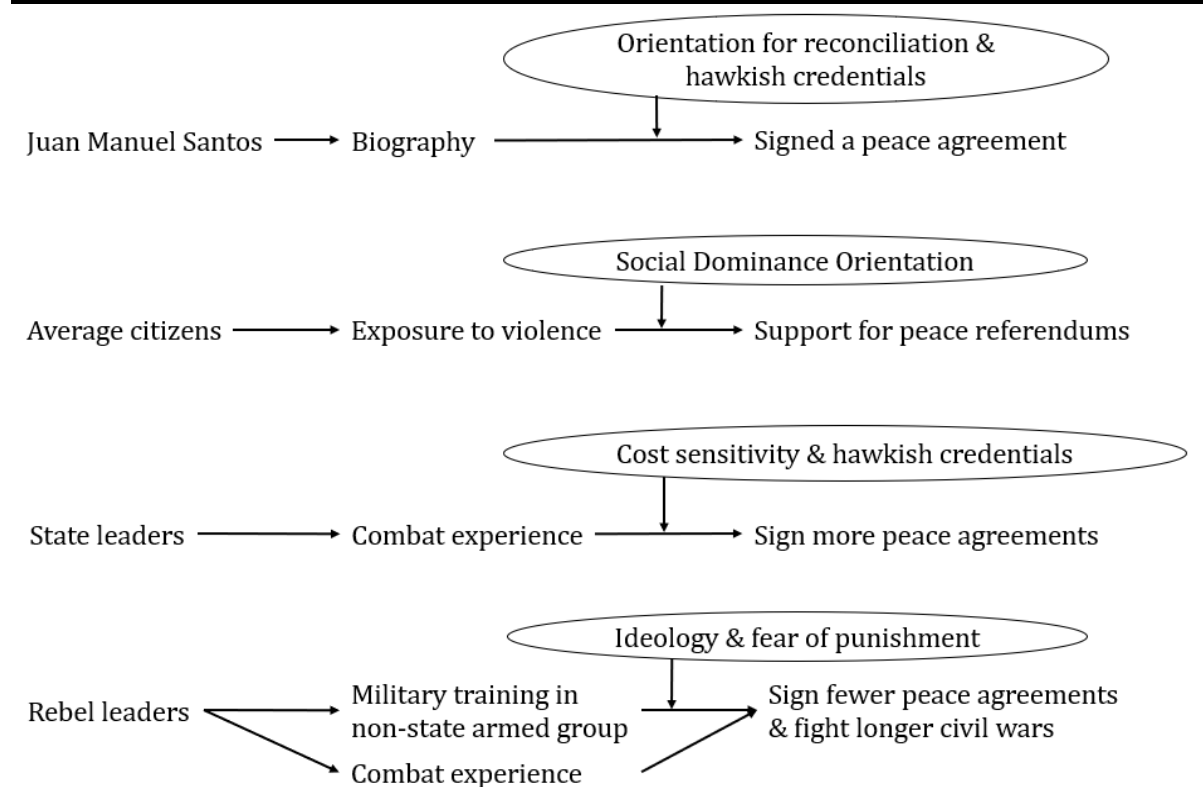 Orientation for reconciliation &
hawkish credentials
Juan Manuel Santos
Biography
Signed a peace agreement
Social Dominance Orientation
Average citizens
Exposure to violence
Support for peace referendums
Cost sensitivity & hawkish credentials
State leaders
Combat experience
Sign more peace agreements
Ideology & fear of punishment
Rebel leaders
Military training in
non-state armed group
Sign fewer peace agreements
& fight longer civil wars
Combat experience